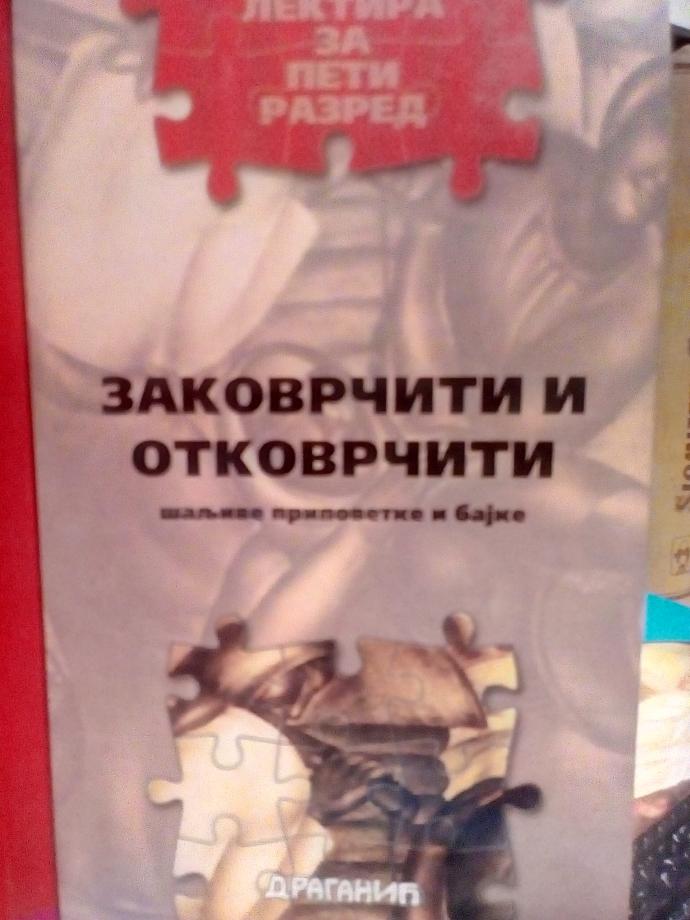 ЛЕКТИРА
ЗА
ПЕТИ
РАЗРЕД
ЗАКОВРЧИТИ И
ОТКОВРЧИТИ
шаљиве приповетке и бајке
ДРАГАНИЋ